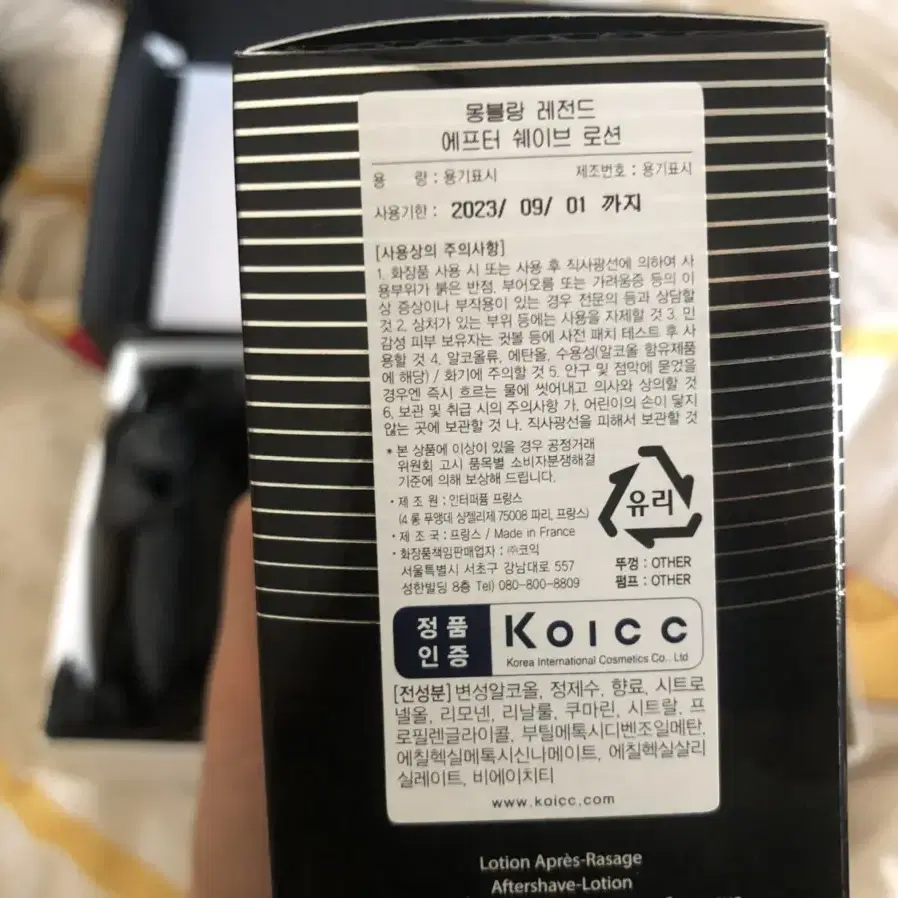 몽블랑 레전드
에프터 쉐이브 로션
용 량 : 용기표시 제조번호 : 용기표시
사용기한 : 2023/ 09/ 01 까지
[사용상의 주의사항]
1. 화장품 사용 시 또는 사용 후 직사광선에 의하여 사
용부위가 붉은 반점, 부어오름 또는 가려움증 등의 이
상 증상이나 부작용이 있는 경우 전문의 등과 상담할
것 2. 상처가 있는 부위 등에는 사용을 자제할 것 3. 민
감성 피부 보유자는 귓볼 등에 사전 패치 테스트 후 사
용할 것 4. 알코올류, 에탄올, 수용성(알코올 함유제품
에 해당) / 화기에 주의할 것 5. 안구 및 점막에 묻었을
경우엔 즉시 흐르는 물에 씻어내고 의사와 상의할 것
6. 보관 및 취급 시의 주의사항 가. 어린이의 손이 닿지
않는 곳에 보관할 것 나. 직사광선을 피해서 보관할 것
* 본 상품에 이상이 있을 경우 공정거래
위원회 고시 품목별 소비자분쟁해결
기준에 의해 보상해 드립니다.
• 제 조 원 : 인터퍼퓸 프랑스
(4 롱 푸앵데 샹젤리제 75008 파리, 프랑스)
• 제 조 국 : 프랑스 / Made in France
• 화장품책임판매업자 : ㈜코익
서울특별시 서초구 강남대로 557
성한빌딩 8층 Tel) 080-800-8809
유리
뚜껑 : OTHER
펌프 : OTHER
정품
인증
KOICC
Korea International Cosmetics Co., Ltd
[전성분] 변성알코올, 정제수, 향료, 시트로
넬올, 리모넨, 리날룰, 쿠마린, 시트랄, 프
로필렌글라이콜, 부틸메톡시디벤조일메탄,
에칠헥실메톡시신나메이트, 에칠헥실살리
실레이트, 비에이치티
www.koicc.com
Lotion Après-Rasage
Aftershave-Lotion